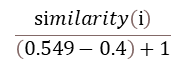 similarity(i)
(0.549 − 0.4) + 1